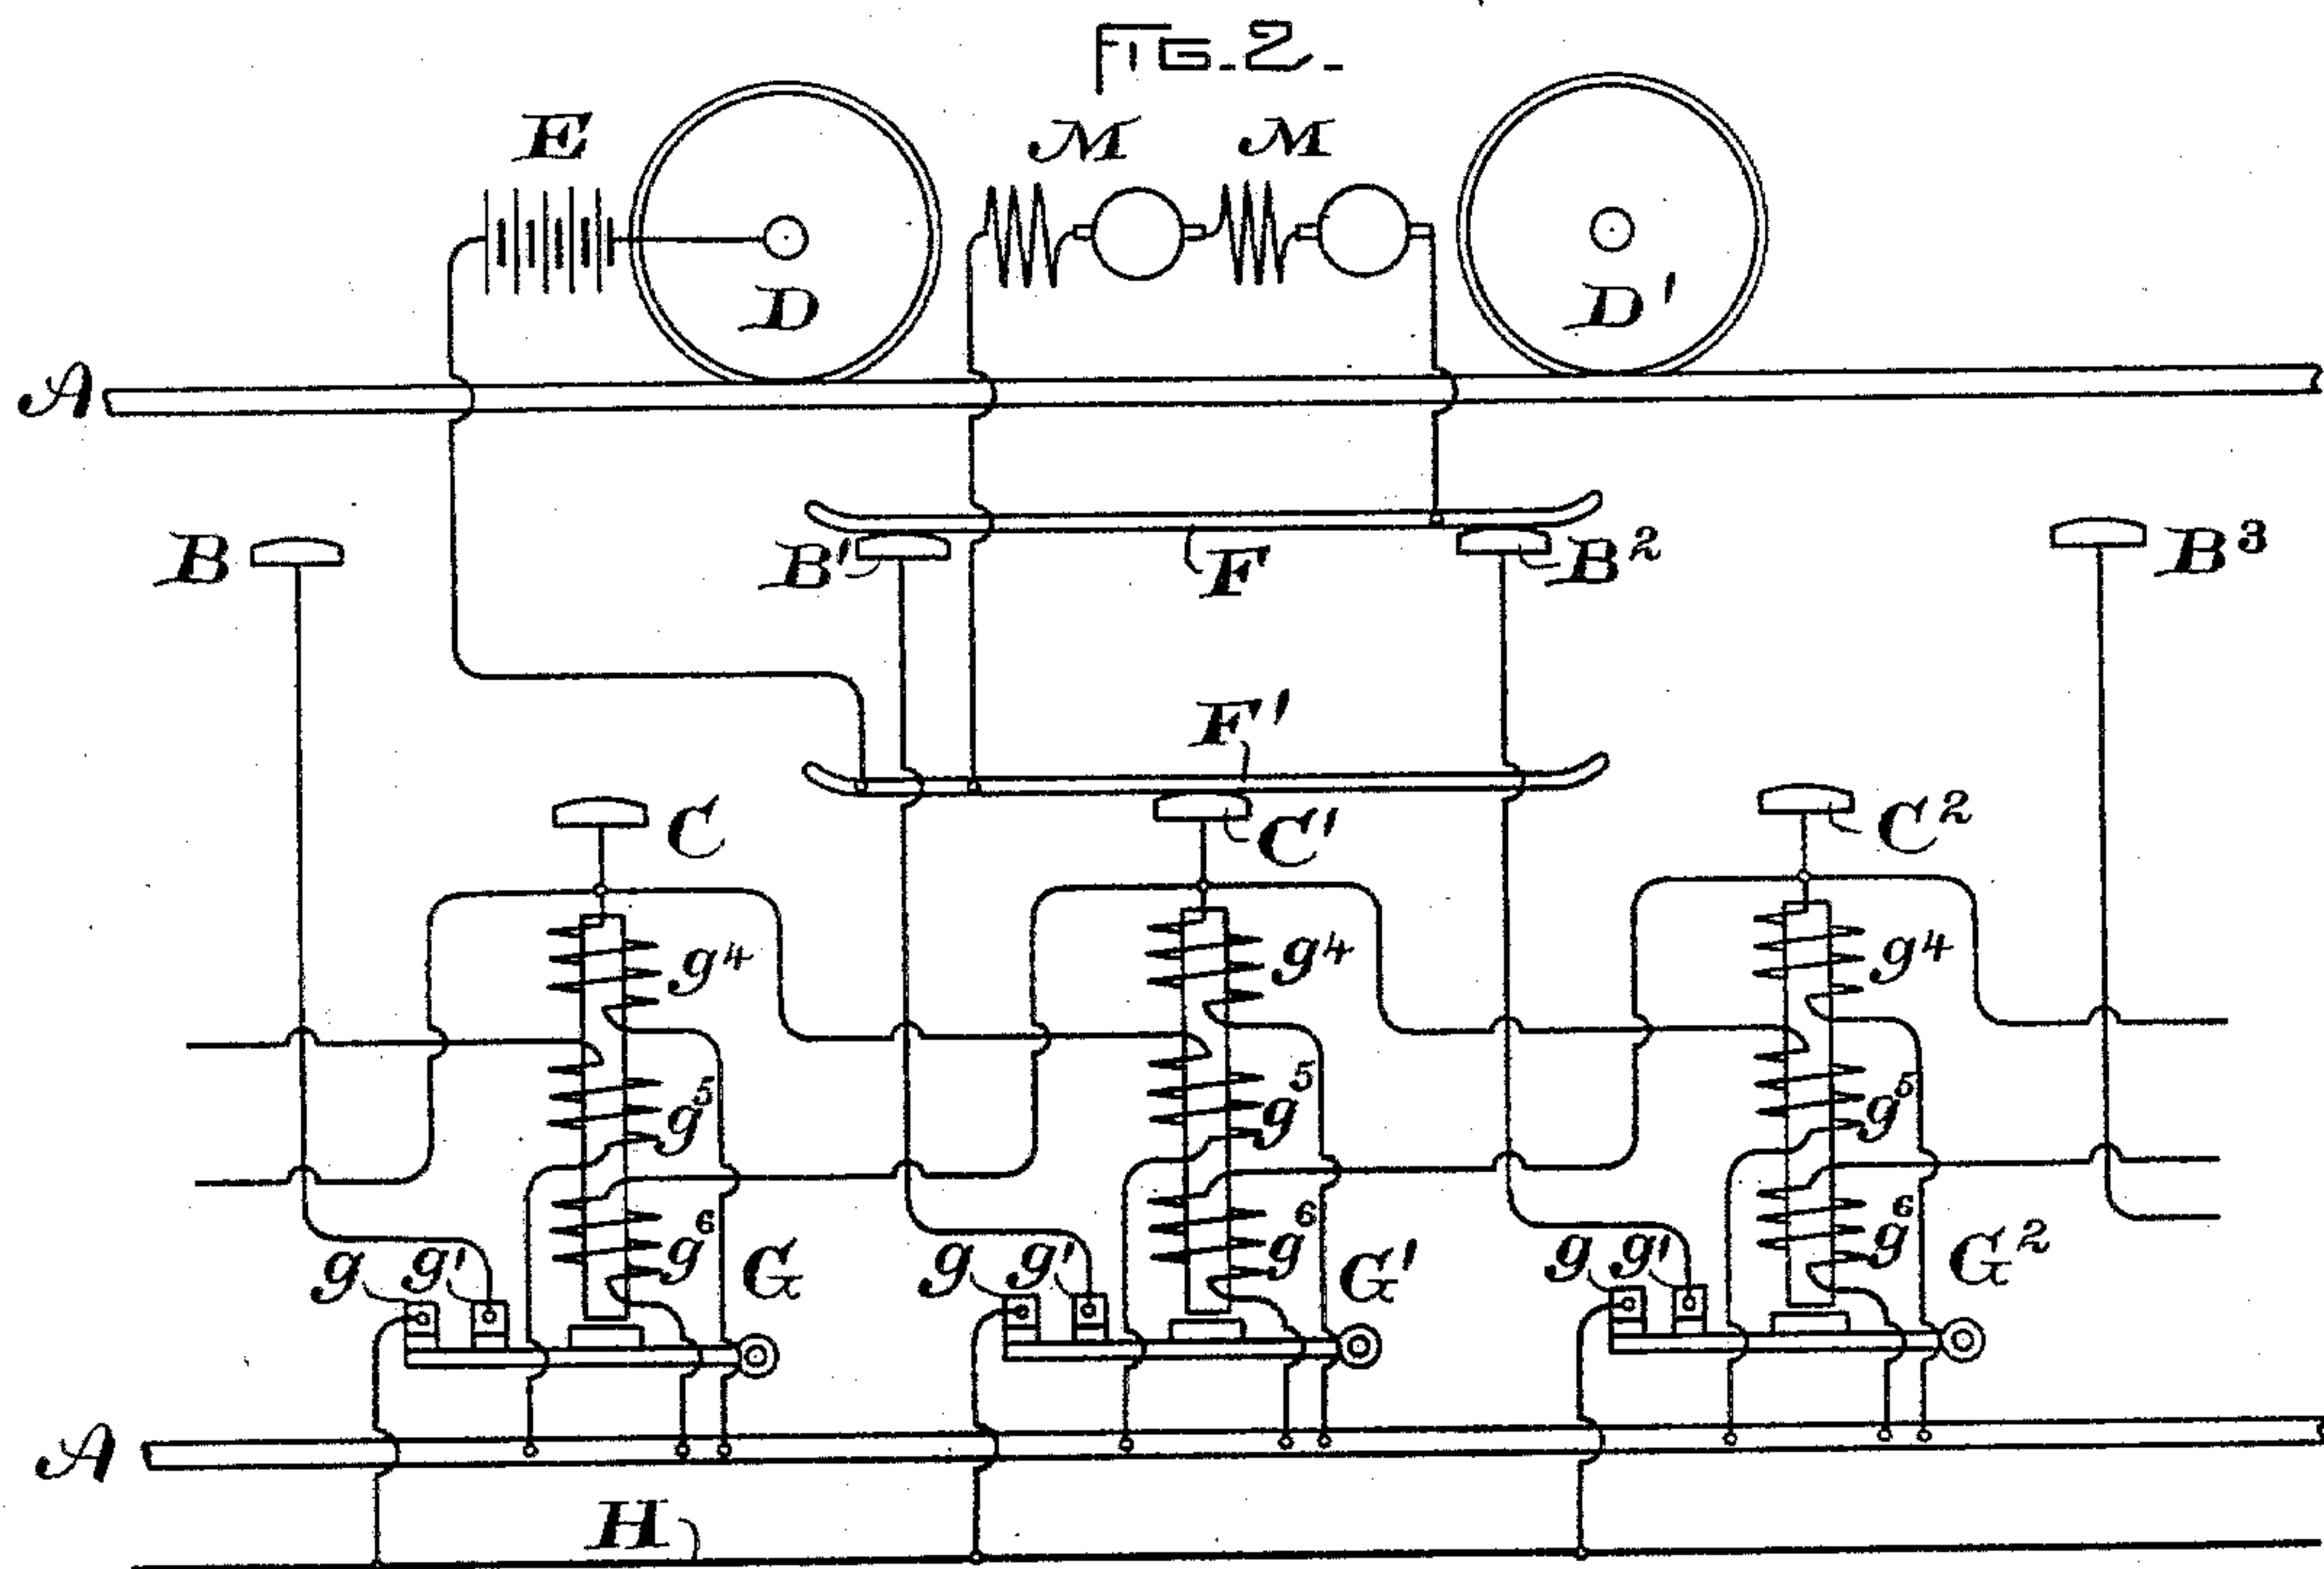 FIG. 2.
E M M
D D'
A
B B' F B² B³
F'
C C' C²
g⁴ g⁴ g⁴
g⁵ g⁵ g⁵
g⁶ g⁶ g⁶
g g' G g g' G' g g' G²
A
H